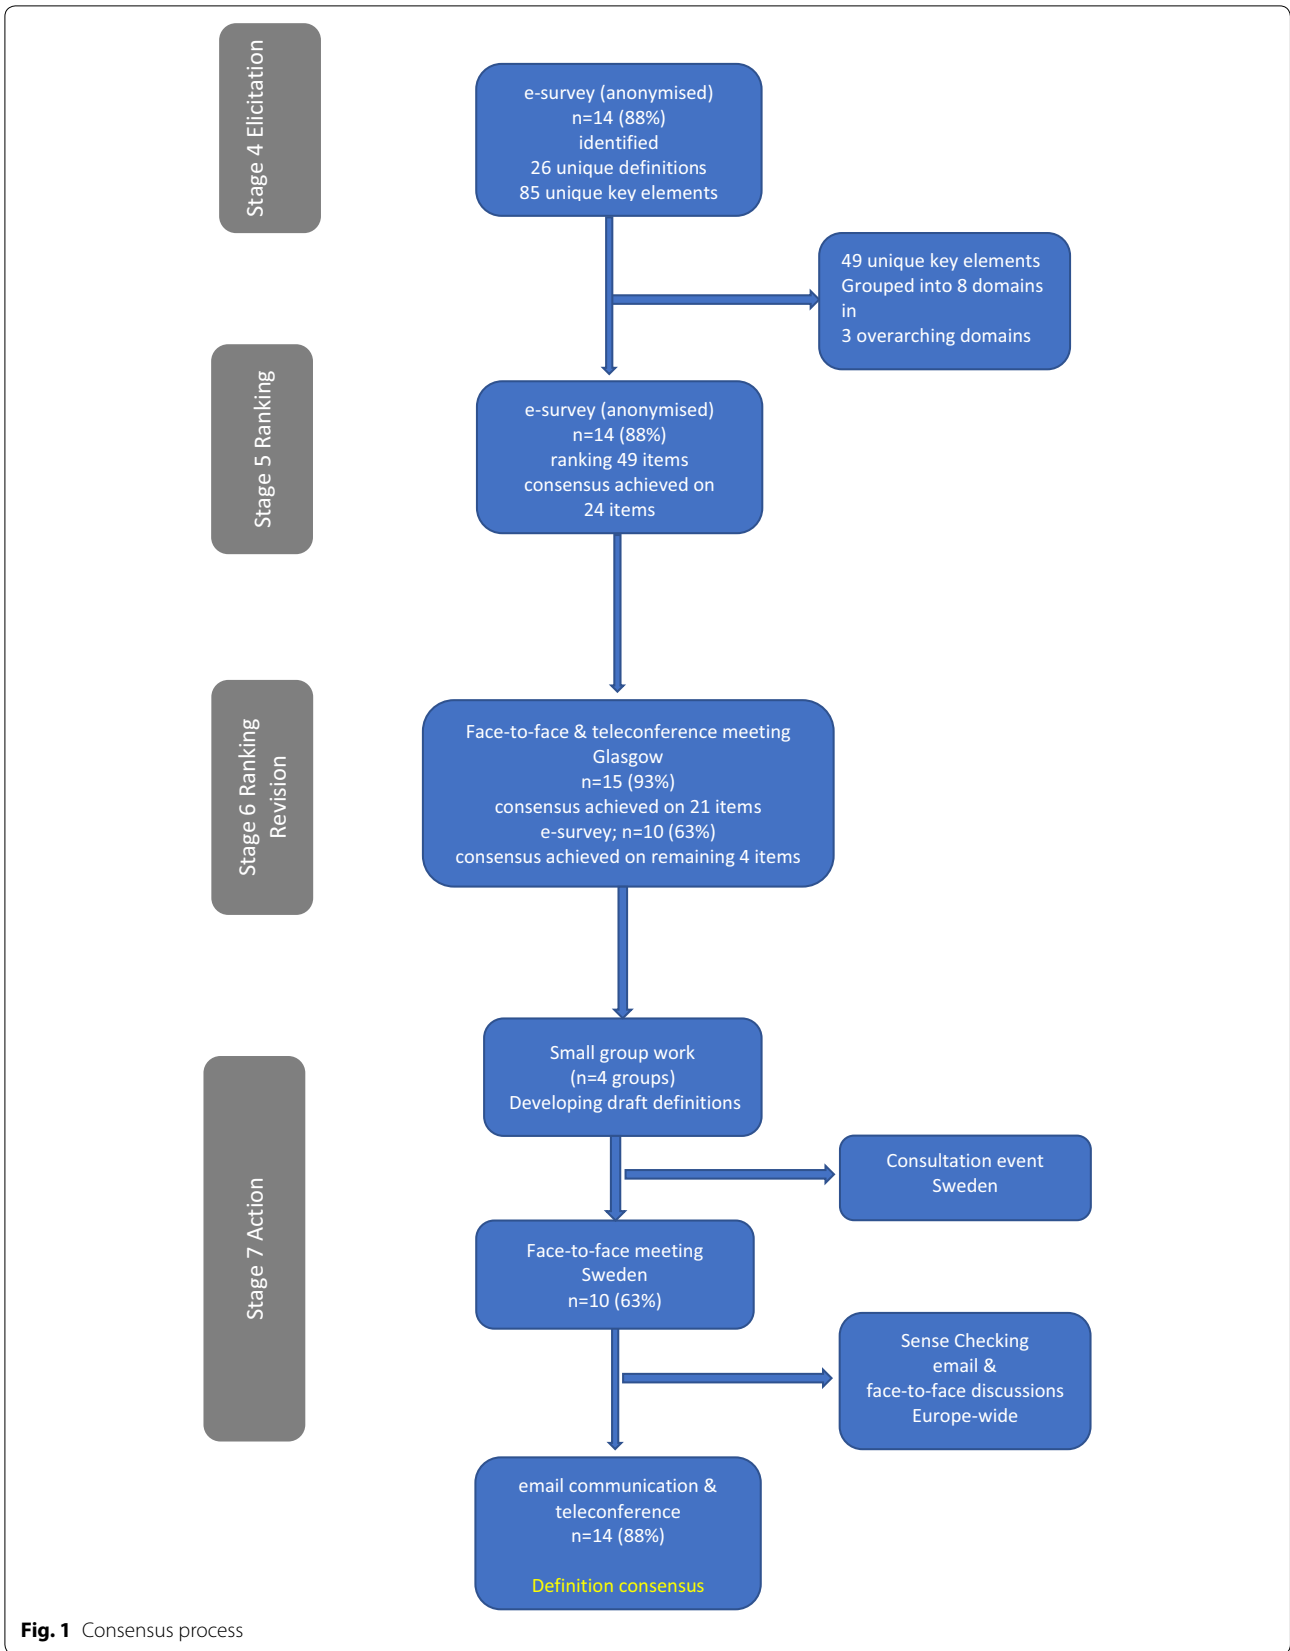 Stage 4 Elicitation
e-survey (anonymised)
n=14 (88%)
identified
26 unique definitions
85 unique key elements
49 unique key elements
Grouped into 8 domains
in
3 overarching domains
Stage 5 Ranking
e-survey (anonymised)
n=14 (88%)
ranking 49 items
consensus achieved on
24 items
Stage 6 Ranking
Revision
Face-to-face & teleconference meeting
Glasgow
n=15 (93%)
consensus achieved on 21 items
e-survey; n=10 (63%)
consensus achieved on remaining 4 items
Stage 7 Action
Small group work
(n=4 groups)
Developing draft definitions
Consultation event
Sweden
Face-to-face meeting
Sweden
n=10 (63%)
Sense Checking
email &
face-to-face discussions
Europe-wide
email communication &
teleconference
n=14 (88%)
Definition consensus
Fig. 1 Consensus process